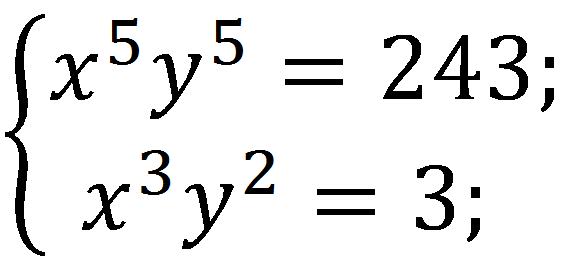 x⁵y⁵ = 243;
x³y² = 3;